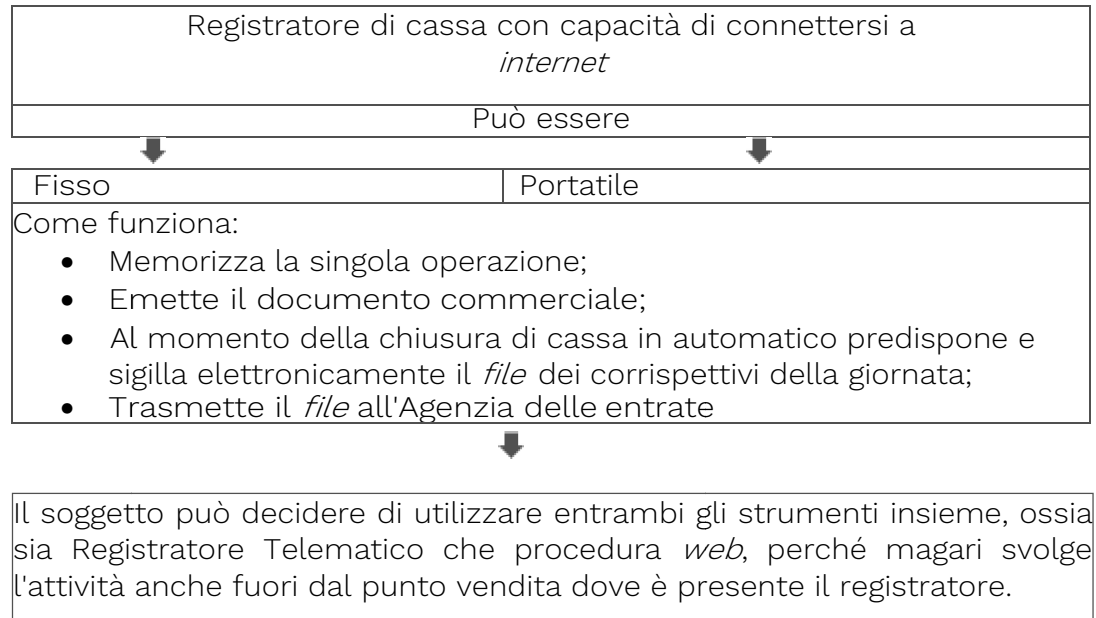 Registratore di cassa con capacità di connettersi a
internet
Può essere
Fisso
Portatile
Come funziona:
• Memorizza la singola operazione;
• Emette il documento commerciale;
• Al momento della chiusura di cassa in automatico predispone e
sigilla elettronicamente il file dei corrispettivi della giornata;
• Trasmette il file all'Agenzia delle entrate
Il soggetto può decidere di utilizzare entrambi gli strumenti insieme, ossia
sia Registratore Telematico che procedura web, perché magari svolge
l'attività anche fuori dal punto vendita dove è presente il registratore.